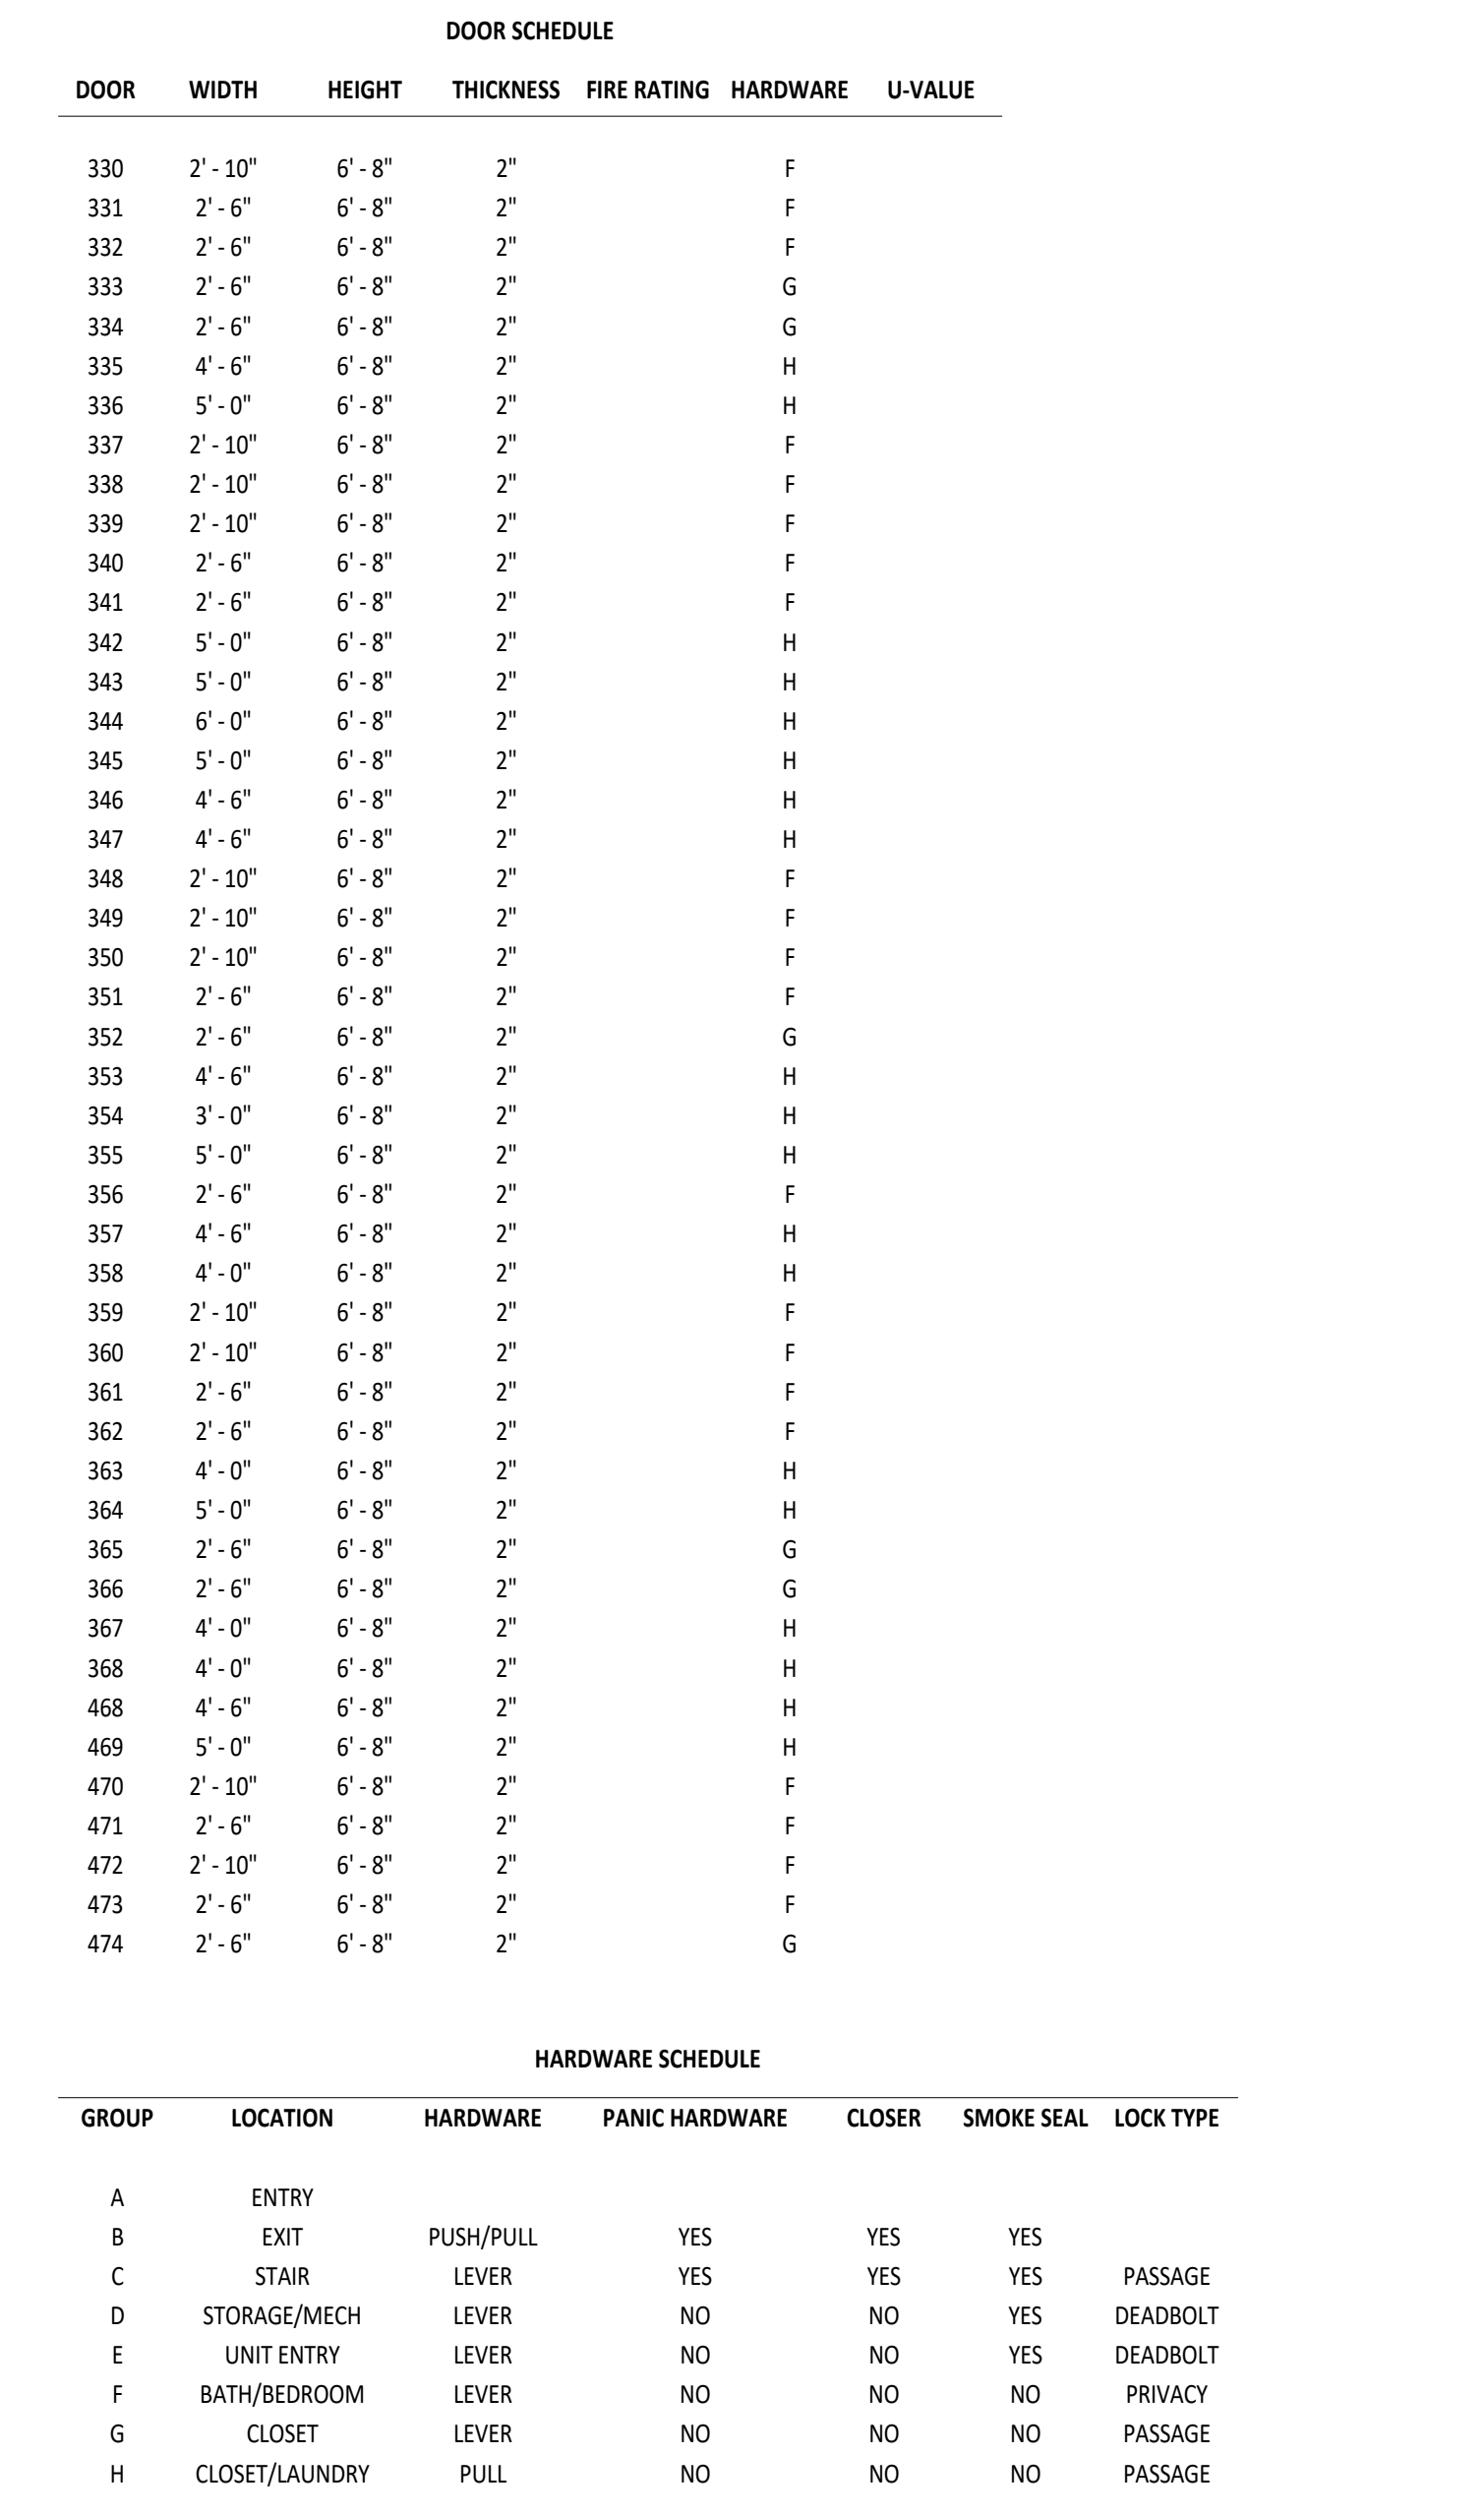 DOOR SCHEDULE
DOOR WIDTH HEIGHT THICKNESS FIRE RATING HARDWARE U-VALUE
330 2' - 10" 6' - 8" 2" F
331 2' - 6" 6' - 8" 2" F
332 2' - 6" 6' - 8" 2" F
333 2' - 6" 6' - 8" 2" G
334 2' - 6" 6' - 8" 2" G
335 4' - 6" 6' - 8" 2" H
336 5' - 0" 6' - 8" 2" H
337 2' - 10" 6' - 8" 2" F
338 2' - 10" 6' - 8" 2" F
339 2' - 10" 6' - 8" 2" F
340 2' - 6" 6' - 8" 2" F
341 2' - 6" 6' - 8" 2" F
342 5' - 0" 6' - 8" 2" H
343 5' - 0" 6' - 8" 2" H
344 6' - 0" 6' - 8" 2" H
345 5' - 0" 6' - 8" 2" H
346 4' - 6" 6' - 8" 2" H
347 4' - 6" 6' - 8" 2" H
348 2' - 10" 6' - 8" 2" F
349 2' - 10" 6' - 8" 2" F
350 2' - 10" 6' - 8" 2" F
351 2' - 6" 6' - 8" 2" F
352 2' - 6" 6' - 8" 2" G
353 4' - 6" 6' - 8" 2" H
354 3' - 0" 6' - 8" 2" H
355 5' - 0" 6' - 8" 2" H
356 2' - 6" 6' - 8" 2" F
357 4' - 6" 6' - 8" 2" H
358 4' - 0" 6' - 8" 2" H
359 2' - 10" 6' - 8" 2" F
360 2' - 10" 6' - 8" 2" F
361 2' - 6" 6' - 8" 2" F
362 2' - 6" 6' - 8" 2" F
363 4' - 0" 6' - 8" 2" H
364 5' - 0" 6' - 8" 2" H
365 2' - 6" 6' - 8" 2" G
366 2' - 6" 6' - 8" 2" G
367 4' - 0" 6' - 8" 2" H
368 4' - 0" 6' - 8" 2" H
468 4' - 6" 6' - 8" 2" H
469 5' - 0" 6' - 8" 2" H
470 2' - 10" 6' - 8" 2" F
471 2' - 6" 6' - 8" 2" F
472 2' - 10" 6' - 8" 2" F
473 2' - 6" 6' - 8" 2" F
474 2' - 6" 6' - 8" 2" G
HARDWARE SCHEDULE
GROUP LOCATION HARDWARE PANIC HARDWARE CLOSER SMOKE SEAL LOCK TYPE
A ENTRY
B EXIT PUSH/PULL YES YES YES
C STAIR LEVER YES YES YES PASSAGE
D STORAGE/MECH LEVER NO NO YES DEADBOLT
E UNIT ENTRY LEVER NO NO YES DEADBOLT
F BATH/BEDROOM LEVER NO NO NO PRIVACY
G CLOSET LEVER NO NO NO PASSAGE
H CLOSET/LAUNDRY PULL NO NO NO PASSAGE